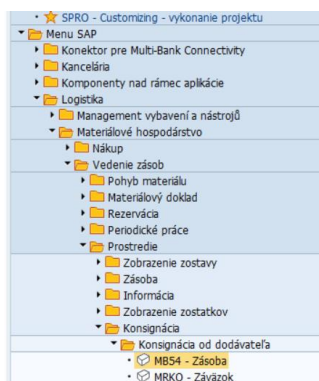 SPRO - Customizing - vykonanie projektu
Menu SAP
Konektor pre Multi-Bank Connectivity
Kancelária
Komponenty nad rámec aplikácie
Logistika
Management vybavení a nástrojů
Materiálové hospodárstvo
Nákup
Vedenie zásob
Pohyb materiálu
Materiálový doklad
Rezervácia
Periodické práce
Prostredie
Zobrazenie zostavy
Zásoba
Informácia
Zobrazenie zostatkov
Konsignácia
Konsignácia od dodávateľa
MB54 - Zásoba
MRKO - Záväzok